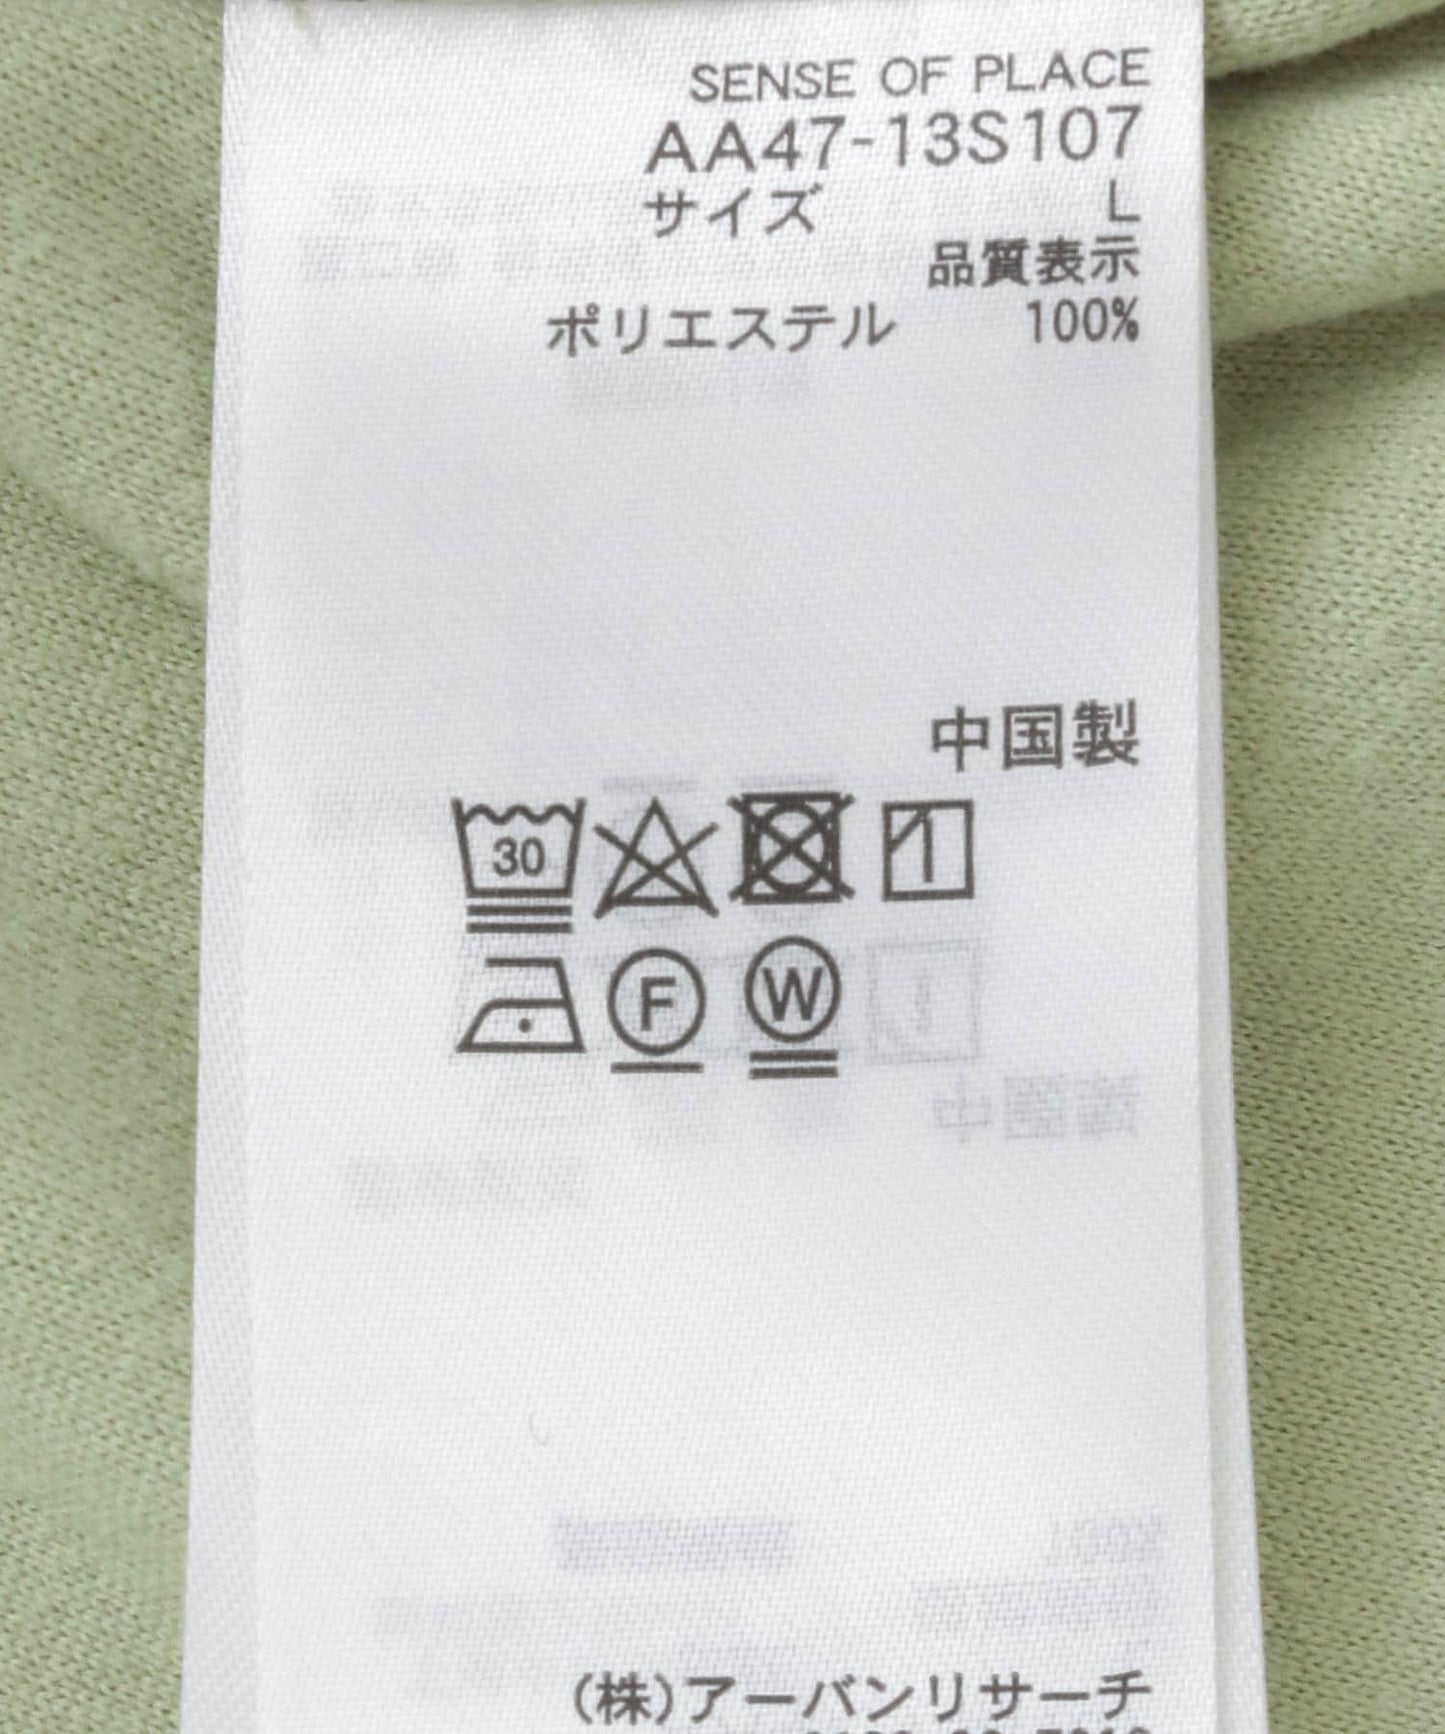 SENSE OF PLACE
AA47-13S107
サイズ L
品質表示
ポリエステル 100%
中国製
30
F W
(株)アーバンリサーチ